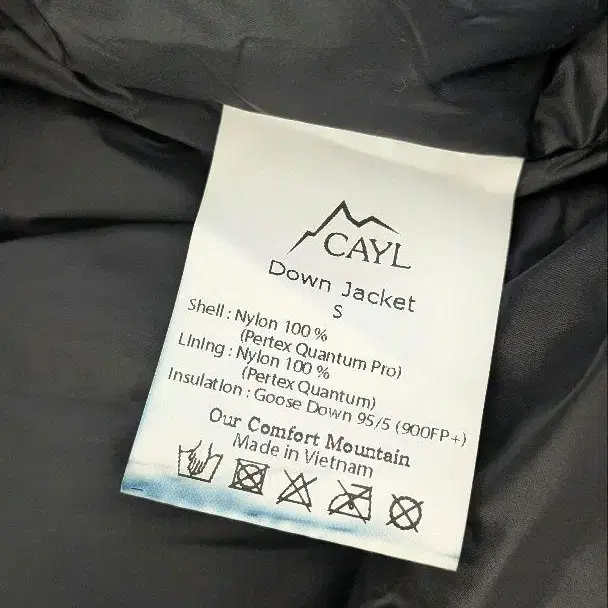 CAYL
Down Jacket
S
Shell : Nylon 100 %
(Pertex Quantum Pro)
Lining : Nylon 100 %
(Pertex Quantum)
Insulation : Goose Down 95/5 (900FP+)
Our Comfort Mountain
Made in Vietnam